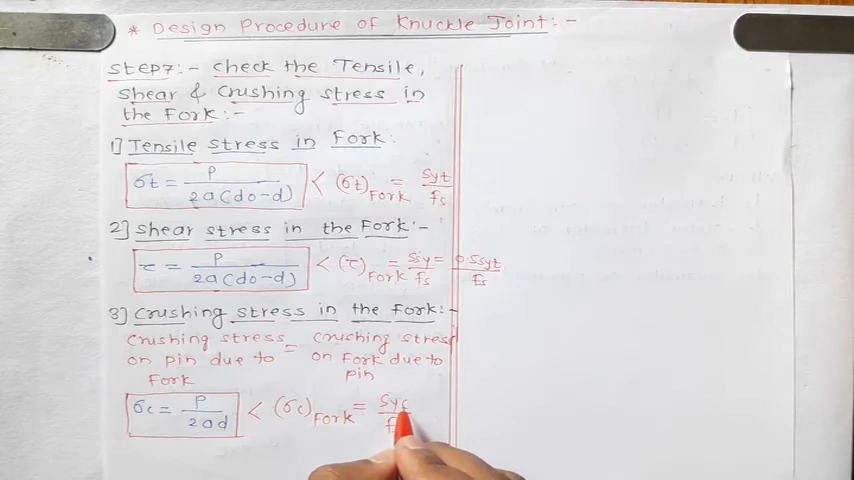 * Design Procedure of Knuckle Joint:-
Step7:- check the Tensile,
shear & crushing stress in
the Fork:-
1] Tensile stress in Fork:
σt = P / 2a(do-d) < (σt)Fork = Syt / fs
2] shear stress in the Fork:-
τ = P / 2a(do-d) < (τ)Fork = Ssy / fs = 0.5Syt / fs
3] crushing stress in the Fork:-
crushing stress = crushing stress
on pin due to on Fork due to
Fork pin
σc = P / 2ad < (σc)Fork = Syc